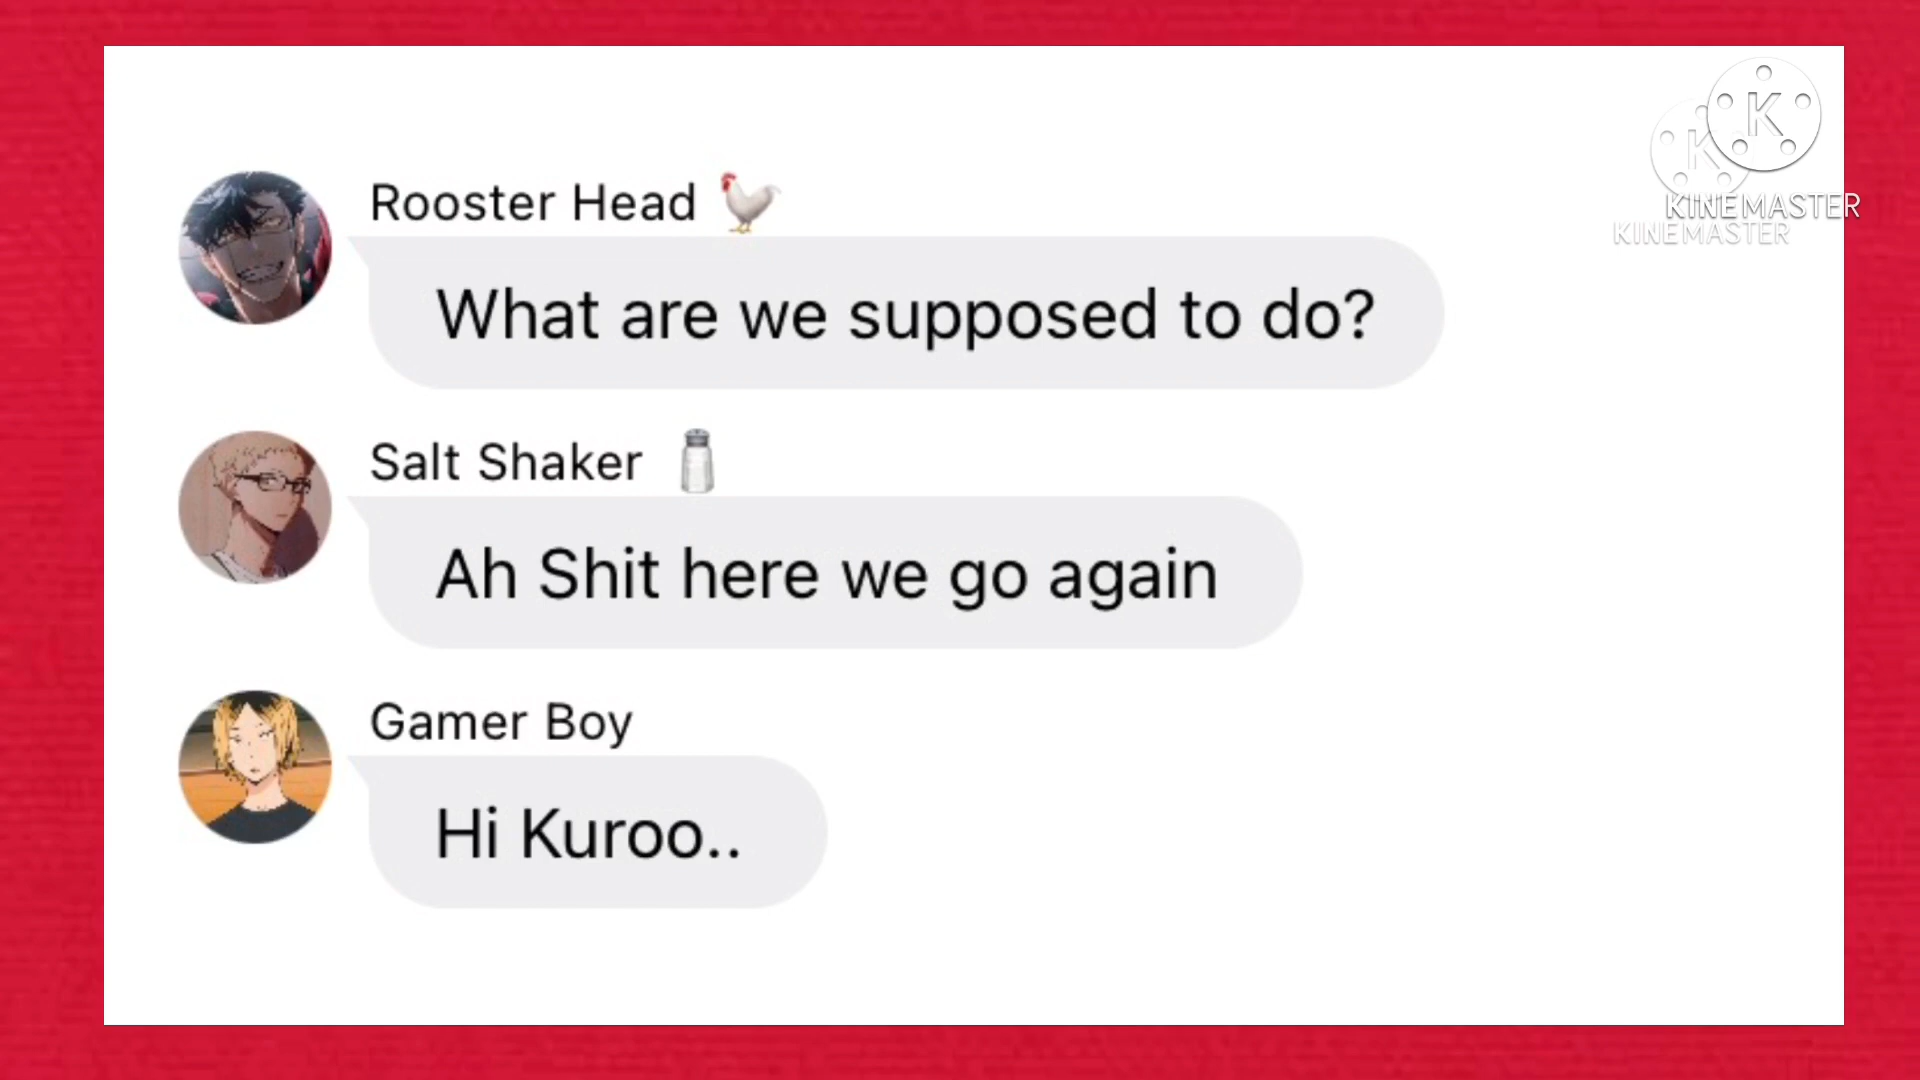 Rooster Head 🐓
What are we supposed to do?
Salt Shaker 🧂
Ah Shit here we go again
Gamer Boy
Hi Kuroo..
K
KINEMASTER
K
KINEMASTER